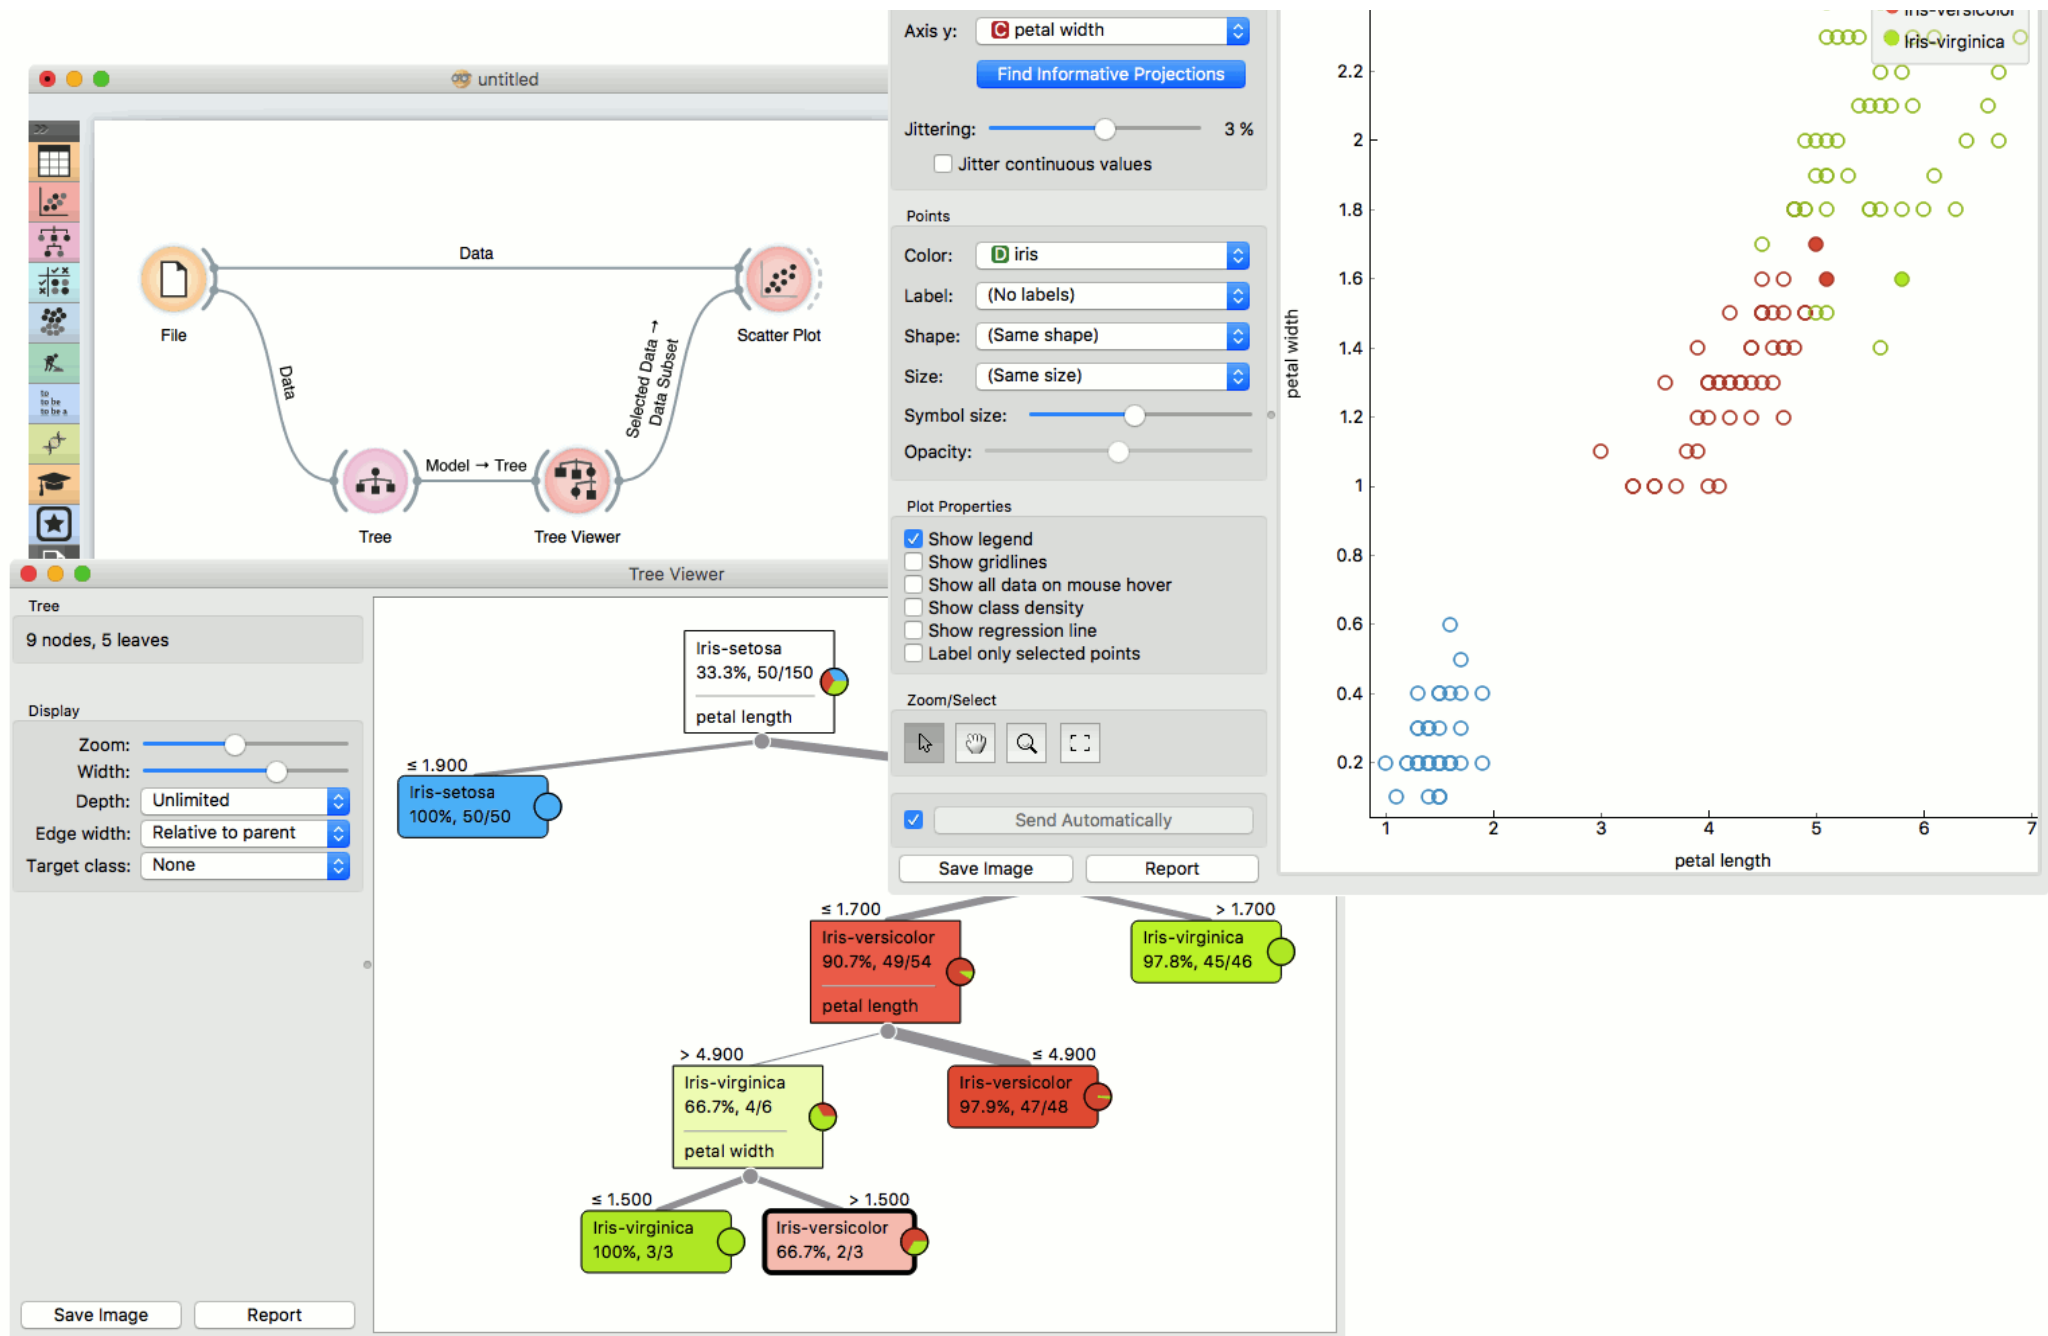 untitled
Data
File
Scatter Plot
Data
Selected Data →
Data Subset
Model → Tree
Tree
Tree Viewer
to
to be
to be a
Axis y: C petal width
Find Informative Projections
Jittering: 3 %
Jitter continuous values
Points
Color: D iris
Label: (No labels)
Shape: (Same shape)
Size: (Same size)
Symbol size:
Opacity:
Plot Properties
Show legend
Show gridlines
Show all data on mouse hover
Show class density
Show regression line
Label only selected points
Zoom/Select
Send Automatically
Save Image Report
Iris-versicolor
Iris-virginica
petal width
2.2
2
1.8
1.6
1.4
1.2
1
0.8
0.6
0.4
0.2
1 2 3 4 5 6 7
petal length
Tree Viewer
Tree
9 nodes, 5 leaves
Display
Zoom:
Width:
Depth: Unlimited
Edge width: Relative to parent
Target class: None
Save Image Report
Iris-setosa
33.3%, 50/150
petal length
≤ 1.900
Iris-setosa
100%, 50/50
≤ 1.700
Iris-versicolor
90.7%, 49/54
petal length
> 1.700
Iris-virginica
97.8%, 45/46
> 4.900
Iris-virginica
66.7%, 4/6
petal width
≤ 4.900
Iris-versicolor
97.9%, 47/48
≤ 1.500
Iris-virginica
100%, 3/3
> 1.500
Iris-versicolor
66.7%, 2/3